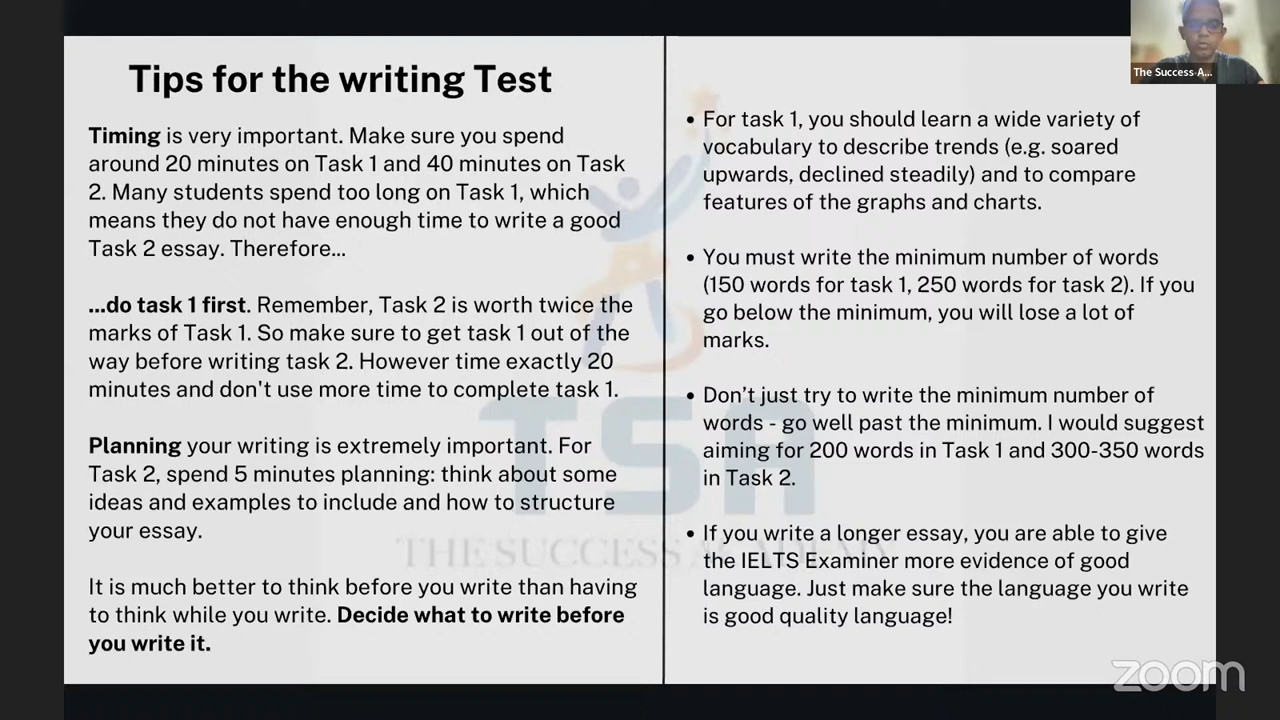 Tips for the writing Test
Timing is very important. Make sure you spend
around 20 minutes on Task 1 and 40 minutes on Task
2. Many students spend too long on Task 1, which
means they do not have enough time to write a good
Task 2 essay. Therefore...
...do task 1 first. Remember, Task 2 is worth twice the
marks of Task 1. So make sure to get task 1 out of the
way before writing task 2. However time exactly 20
minutes and don't use more time to complete task 1.
Planning your writing is extremely important. For
Task 2, spend 5 minutes planning: think about some
ideas and examples to include and how to structure
your essay.
It is much better to think before you write than having
to think while you write. Decide what to write before
you write it.
• For task 1, you should learn a wide variety of
vocabulary to describe trends (e.g. soared
upwards, declined steadily) and to compare
features of the graphs and charts.
• You must write the minimum number of words
(150 words for task 1, 250 words for task 2). If you
go below the minimum, you will lose a lot of
marks.
• Don’t just try to write the minimum number of
words - go well past the minimum. I would suggest
aiming for 200 words in Task 1 and 300-350 words
in Task 2.
• If you write a longer essay, you are able to give
the IELTS Examiner more evidence of good
language. Just make sure the language you write
is good quality language!
TSA
THE SUCCESS ACADEMY
The Success A...
zoom